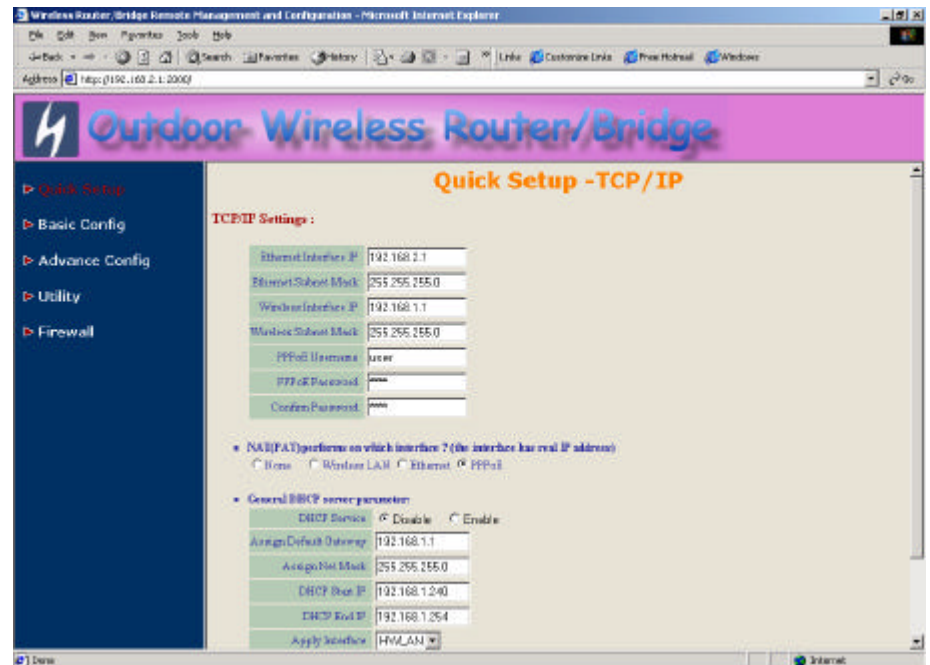 Wireless Router/Bridge Remote Management and Configuration - Microsoft Internet Explorer
File Edit View Favorites Tools Help
Back Search Favorites History Links Customize Links Free Hotmail Windows
Address http://192.168.2.1:2000/ Go
Outdoor Wireless Router/Bridge
Quick Setup
Basic Config
Advance Config
Utility
Firewall
Quick Setup -TCP/IP
TCP/IP Settings :
Ethernet Interface IP 192.168.2.1
Ethernet Subnet Mask 255.255.255.0
Wireless Interface IP 192.168.1.1
Wireless Subnet Mask 255.255.255.0
PPPoE Username user
PPPoE Password ****
Confirm Password ****
NAT(PAT)performs on which interface ? (the interface has real IP address)
None Wireless LAN Ethernet PPPoE
General DHCP server parameter:
DHCP Service Disable Enable
Assign Default Gateway 192.168.1.1
Assign Net Mask 255.255.255.0
DHCP Start IP 192.168.1.240
DHCP End IP 192.168.1.254
Apply Interface HWLAN
Done Internet